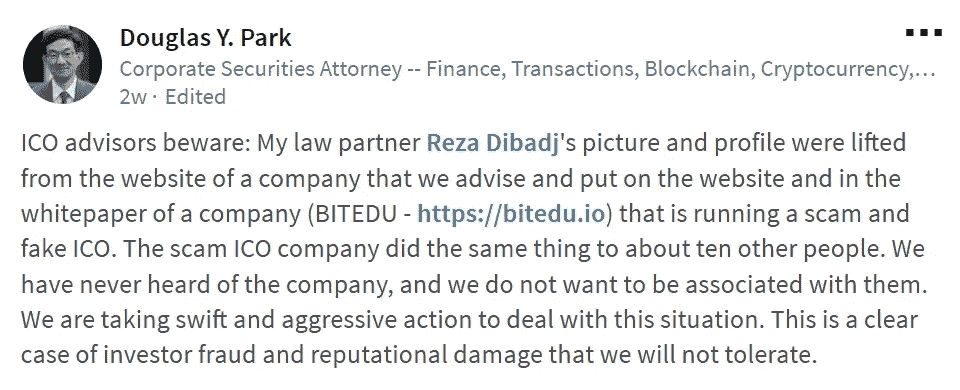 Douglas Y. Park
Corporate Securities Attorney -- Finance, Transactions, Blockchain, Cryptocurrency,...
2w · Edited
ICO advisors beware: My law partner Reza Dibadj's picture and profile were lifted
from the website of a company that we advise and put on the website and in the
whitepaper of a company (BITEDU - https://bitedu.io) that is running a scam and
fake ICO. The scam ICO company did the same thing to about ten other people. We
have never heard of the company, and we do not want to be associated with them.
We are taking swift and aggressive action to deal with this situation. This is a clear
case of investor fraud and reputational damage that we will not tolerate.